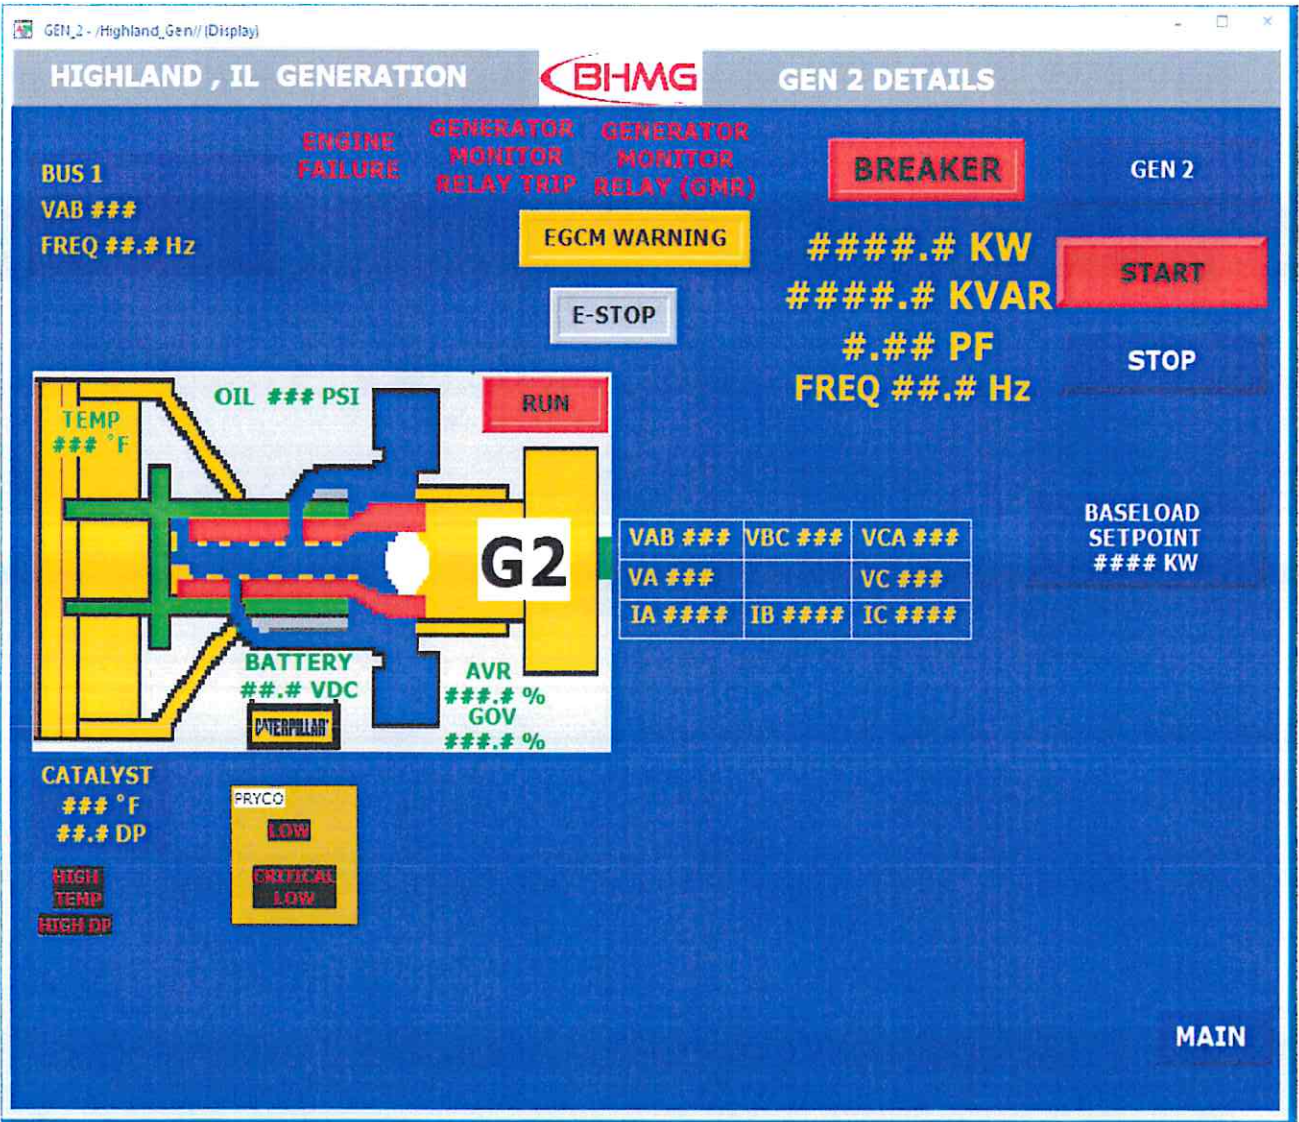 GEN_2 - /Highland_Gen// (Display)
HIGHLAND , IL GENERATION
BHMG
GEN 2 DETAILS
BUS 1
VAB ###
FREQ ##.# Hz
ENGINE
FAILURE
GENERATOR
MONITOR
RELAY TRIP
GENERATOR
MONITOR
RELAY (GMR)
BREAKER
GEN 2
EGCM WARNING
E-STOP
####.# KW
####.# KVAR
#.## PF
FREQ ##.# Hz
START
STOP
TEMP
### °F
OIL ### PSI
RUN
G2
BATTERY
##.# VDC
CATERPILLAR
AVR
###.# %
GOV
###.# %
VAB ### VBC ### VCA ###
VA ### VC ###
IA #### IB #### IC ####
BASELOAD
SETPOINT
#### KW
CATALYST
### °F
##.# DP
HIGH
TEMP
HIGH DP
PRYCO
LOW
CRITICAL
LOW
MAIN